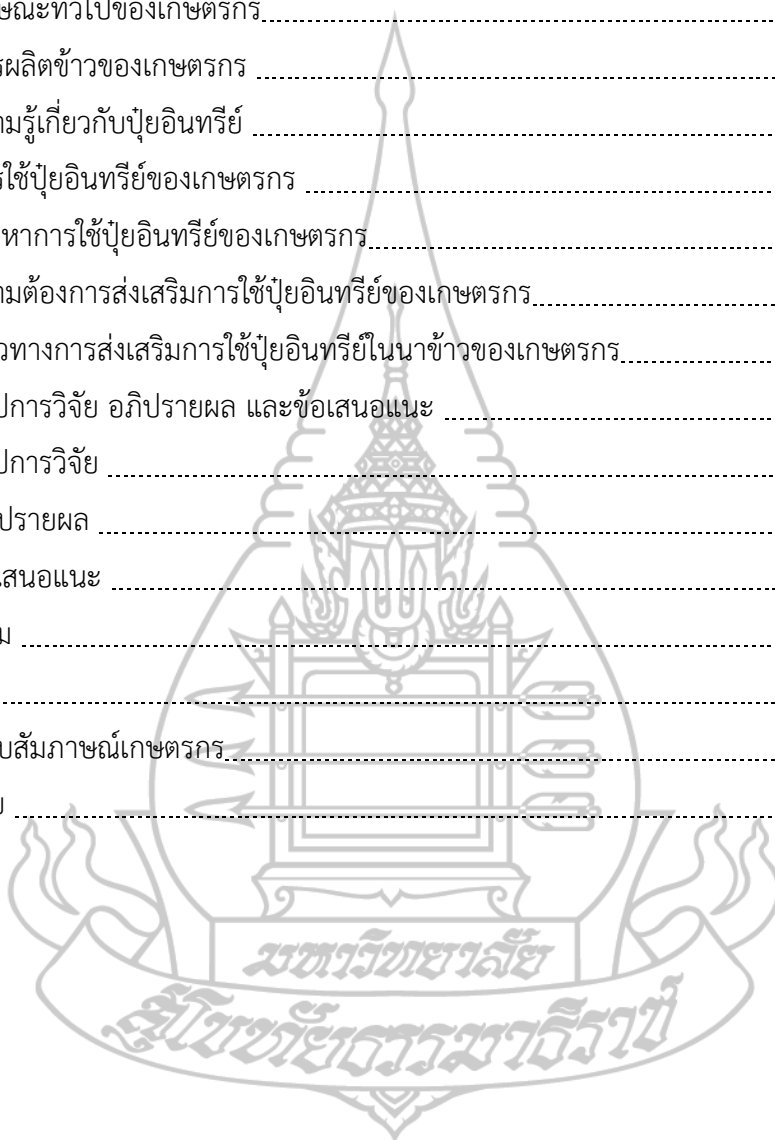 ษณะทั่วไปของเกษตรกร
รผลิตข้าวของเกษตรกร
ามรู้เกี่ยวกับปุ๋ยอินทรีย์
รใช้ปุ๋ยอินทรีย์ของเกษตรกร
หาการใช้ปุ๋ยอินทรีย์ของเกษตรกร
ามต้องการส่งเสริมการใช้ปุ๋ยอินทรีย์ของเกษตรกร
วทางการส่งเสริมการใช้ปุ๋ยอินทรีย์ในนาข้าวของเกษตรกร
ปการวิจัย อภิปรายผล และข้อเสนอแนะ
ปการวิจัย
ปรายผล
เสนอแนะ
ม
บสัมภาษณ์เกษตรกร
ย
มหาวิทยาลัย
สุโขทัยธรรมาธิราช